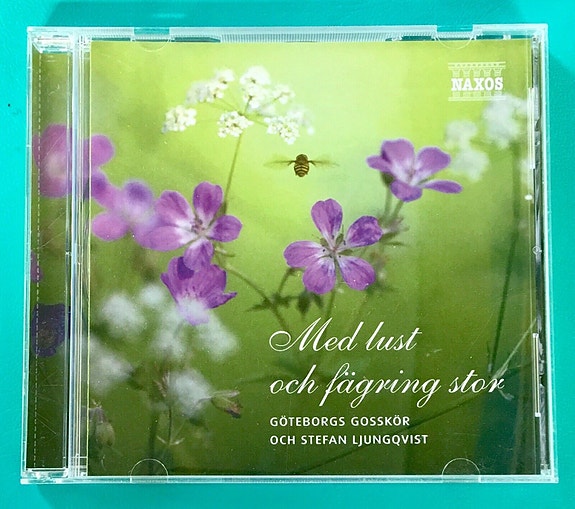 NAXOS
Med lust
och fägring stor
GÖTEBORGS GOSSKÖR
OCH STEFAN LJUNGQVIST